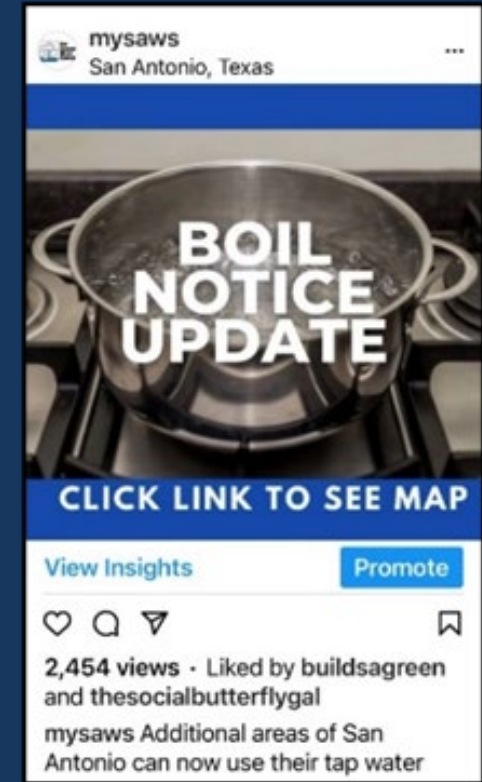 mysaws
San Antonio, Texas
BOIL
NOTICE
UPDATE
CLICK LINK TO SEE MAP
View Insights
Promote
2,454 views · Liked by buildsagreen
and thesocialbutterflygal
mysaws Additional areas of San
Antonio can now use their tap water